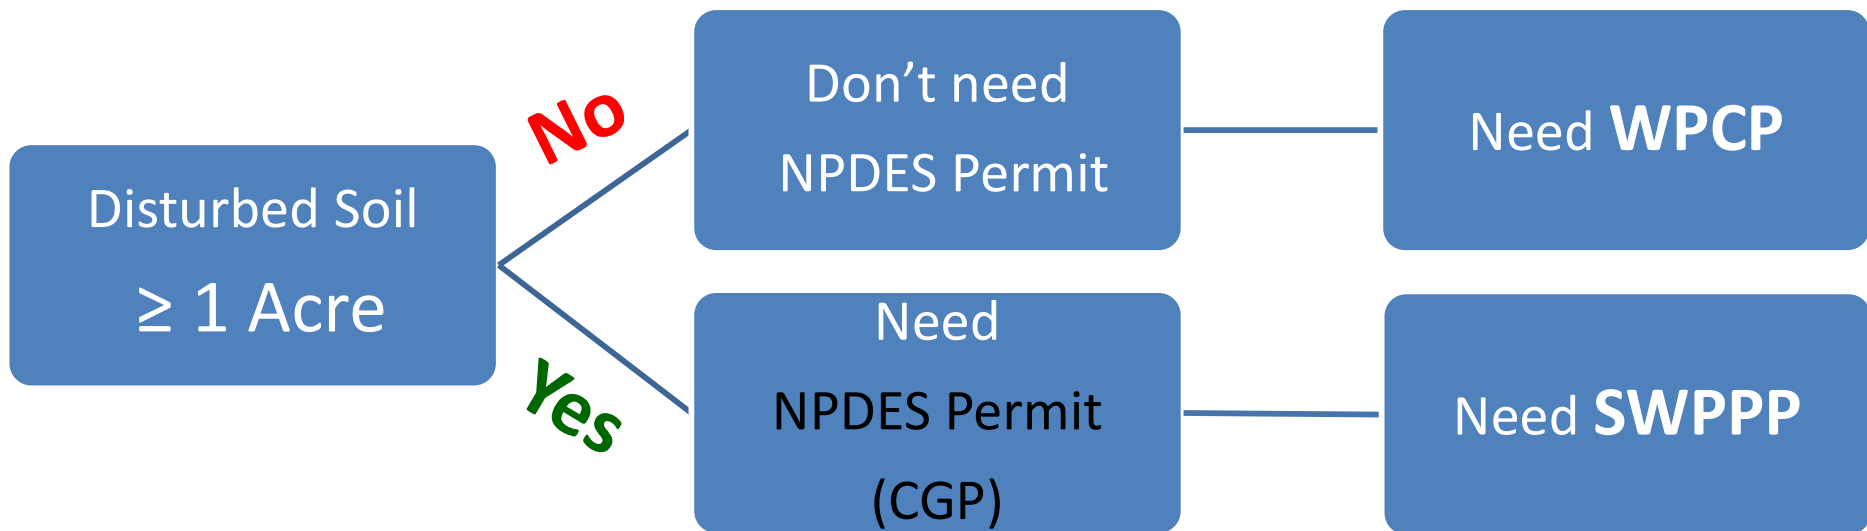 Disturbed Soil
≥ 1 Acre
No
Don’t need
NPDES Permit
Need WPCP
Yes
Need
NPDES Permit
(CGP)
Need SWPPP